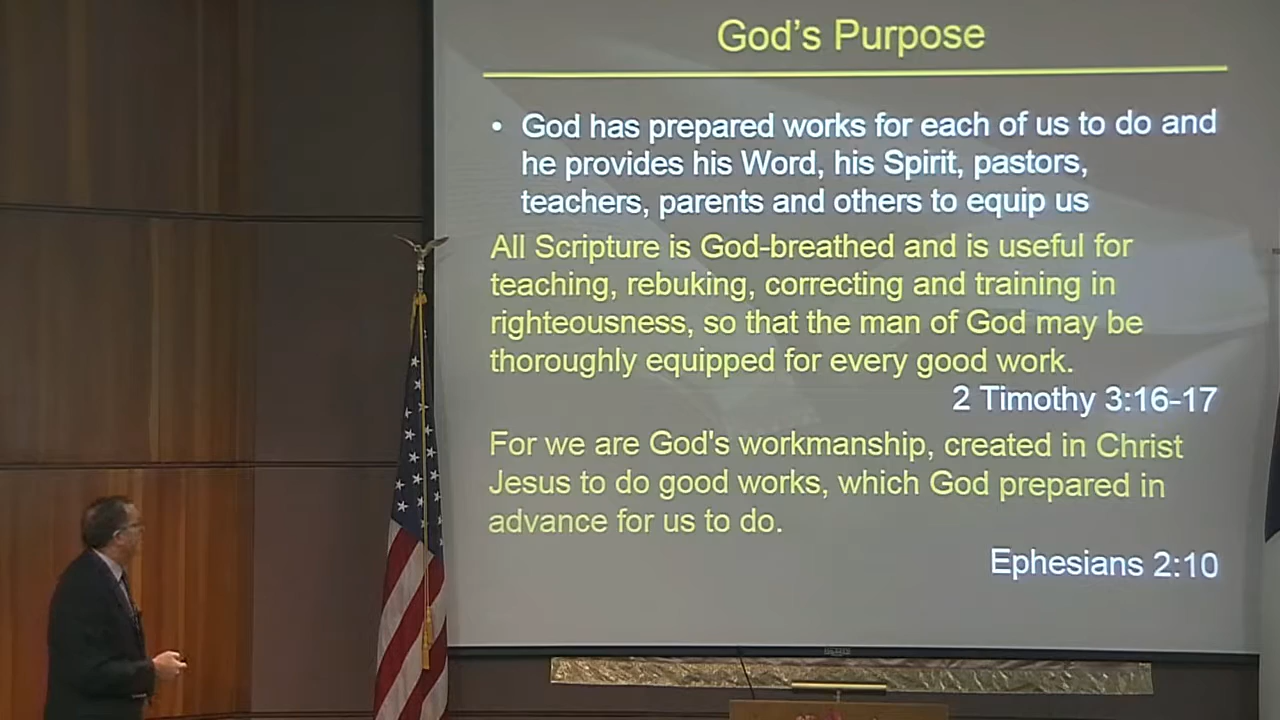 God's Purpose
• God has prepared works for each of us to do and
he provides his Word, his Spirit, pastors,
teachers, parents and others to equip us
All Scripture is God-breathed and is useful for
teaching, rebuking, correcting and training in
righteousness, so that the man of God may be
thoroughly equipped for every good work.
2 Timothy 3:16-17
For we are God's workmanship, created in Christ
Jesus to do good works, which God prepared in
advance for us to do.
Ephesians 2:10